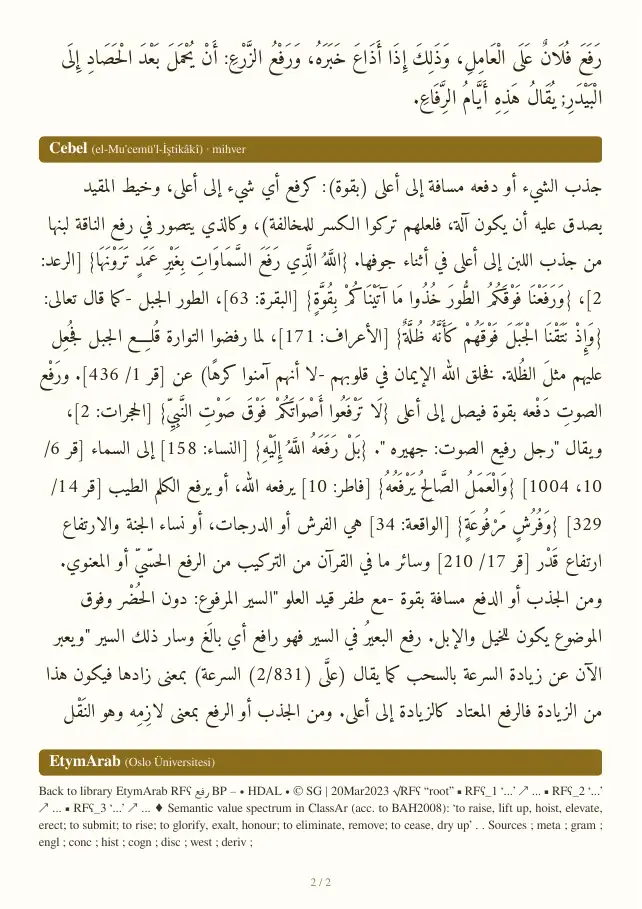 رَفَعَ فُلَانٌ عَلَى الْعَامِلِ، وَذَلِكَ إِذَا أَذَاعَ خَبَرَهُ، وَرَفْعُ الزَّرْعِ: أَنْ يُحْمَلَ بَعْدَ الْحَصَادِ إِلَى
الْبَيْدَرِ; يُقَالُ هَذِهِ أَيَّامُ الرَّفَاعِ.
Cebel (el-Mu'cemü'l-İştikâkî) · mihver
جذب الشيء أو دفعه مسافة إلى أعلى (بقوة): كرفع أي شيء إلى أعلى، وخيط المقيد
يصدق عليه أن يكون آلة، فلعلهم تركوا الكسر للمخالفة)، وكالذي يتصور في رفع الناقة لبنها
من جذب اللبن إلى أعلى في أثناء جوفها. {اللَّهُ الَّذِي رَفَعَ السَّمَاوَاتِ بِغَيْرِ عَمَدٍ تَرَوْنَهَا} [الرعد:
2]، {وَرَفَعْنَا فَوْقَكُمُ الطُّورَ خُذُوا مَا آتَيْنَاكُمْ بِقُوَّةٍ} [البقرة: 63]، الطور الجبل -كما قال تعالى:
{وَإِذْ نَتَقْنَا الْجَبَلَ فَوْقَهُمْ كَأَنَّهُ ظُلَّةٌ} [الأعراف: 171]، لما رفضوا التوراة قُلِـع الجبل فجُعِل
عليهم مثلَ الظُلة. فخلق الله الإيمان في قلوبهم -لا أنهم آمنوا كرهًا) عن [قر 1/ 436]. ورَفْع
الصوتِ دَفْعه بقوة فيصل إلى أعلى {لَا تَرْفَعُوا أَصْوَاتَكُمْ فَوْقَ صَوْتِ النَّبِيِّ} [الحجرات: 2]،
ويقال "رجل رفيع الصوت: جهيره ". {بَلْ رَفَعَهُ اللَّهُ إِلَيْهِ} [النساء: 158] إلى السماء [قر 6/
10، 1004] {وَالْعَمَلُ الصَّالِحُ يَرْفَعُهُ} [فاطر: 10] يرفعه الله، أو يرفع الكلم الطيب [قر 14/
329] {وَفُرُشٍ مَرْفُوعَةٍ} [الواقعة: 34] هي الفرش أو الدرجات، أو نساء الجنة والارتفاع
ارتفاع قَدْر [قر 17/ 210] وسائر ما في القرآن من التركيب من الرفع الحسّيّ أو المعنوي.
ومن الجذب أو الدفع مسافة بقوة -مع طفر قيد العلو "السير المرفوع: دون الحُضْر وفوق
الموضوع يكون للخيل والإبل. رفع البعيرُ في السير فهو رافع أي بالَغ وسار ذلك السير "ويعبر
الآن عن زيادة السرعة بالسحب كما يقال (علَّى (2/831) السرعة) بمعنى زادها فيكون هذا
من الزيادة فالرفع المعتاد كالزيادة إلى أعلى. ومن الجذب أو الرفع بمعنى لازِمِه وهو النَقْل
EtymArab (Oslo Üniversitesi)
Back to library EtymArab RFʕ رفع BP – • HDAL • © SG | 20Mar2023 √RFʕ “root” ▪ RFʕ_1 ‘...’ ↗ ... ▪ RFʕ_2 ‘...’
↗ ... ▪ RFʕ_3 ‘...’ ↗ ... ♦ Semantic value spectrum in ClassAr (acc. to BAH2008): ‘to raise, lift up, hoist, elevate,
erect; to submit; to rise; to glorify, exalt, honour; to eliminate, remove; to cease, dry up’ . . Sources ; meta ; gram ;
engl ; conc ; hist ; cogn ; disc ; west ; deriv ;
2 / 2